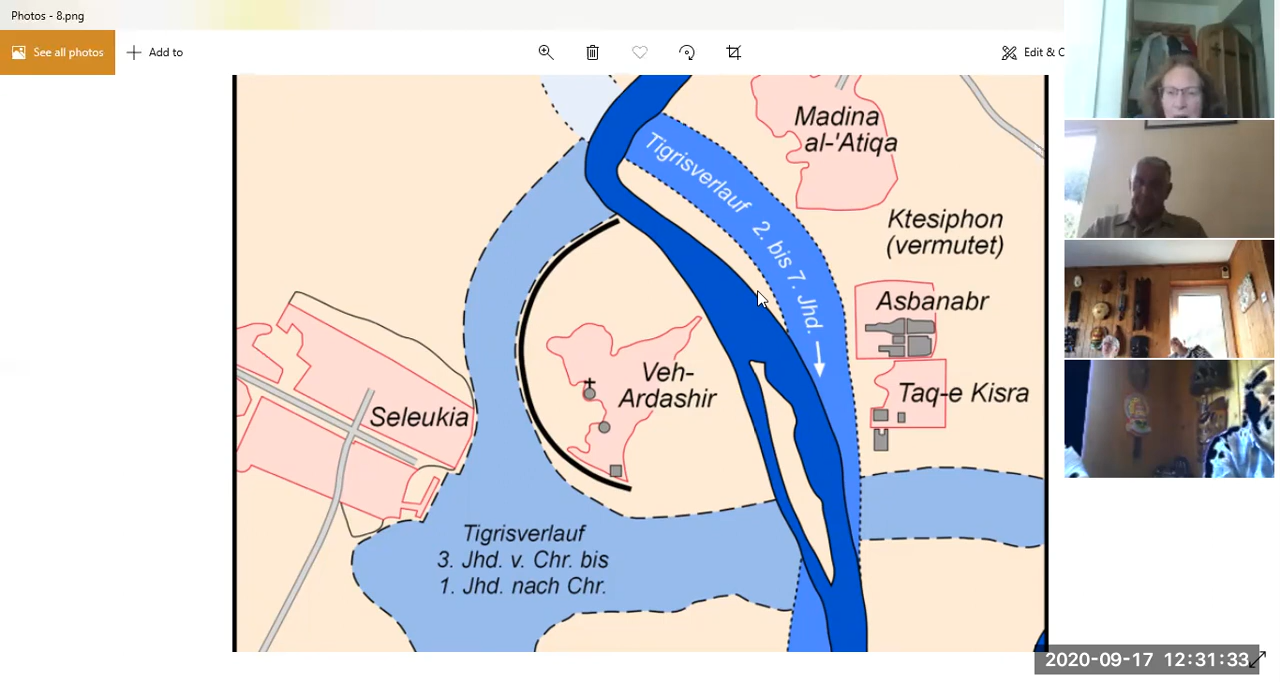 Photos - 8.png
See all photos
Add to
Edit & C
Madina
al-'Atiqa
Tigrisverlauf 2. bis 7. Jhd.
Ktesiphon
(vermutet)
Asbanabr
Veh-
Ardashir
Taq-e Kisra
Seleukia
Tigrisverlauf
3. Jhd. v. Chr. bis
1. Jhd. nach Chr.
2020-09-17 12:31:33